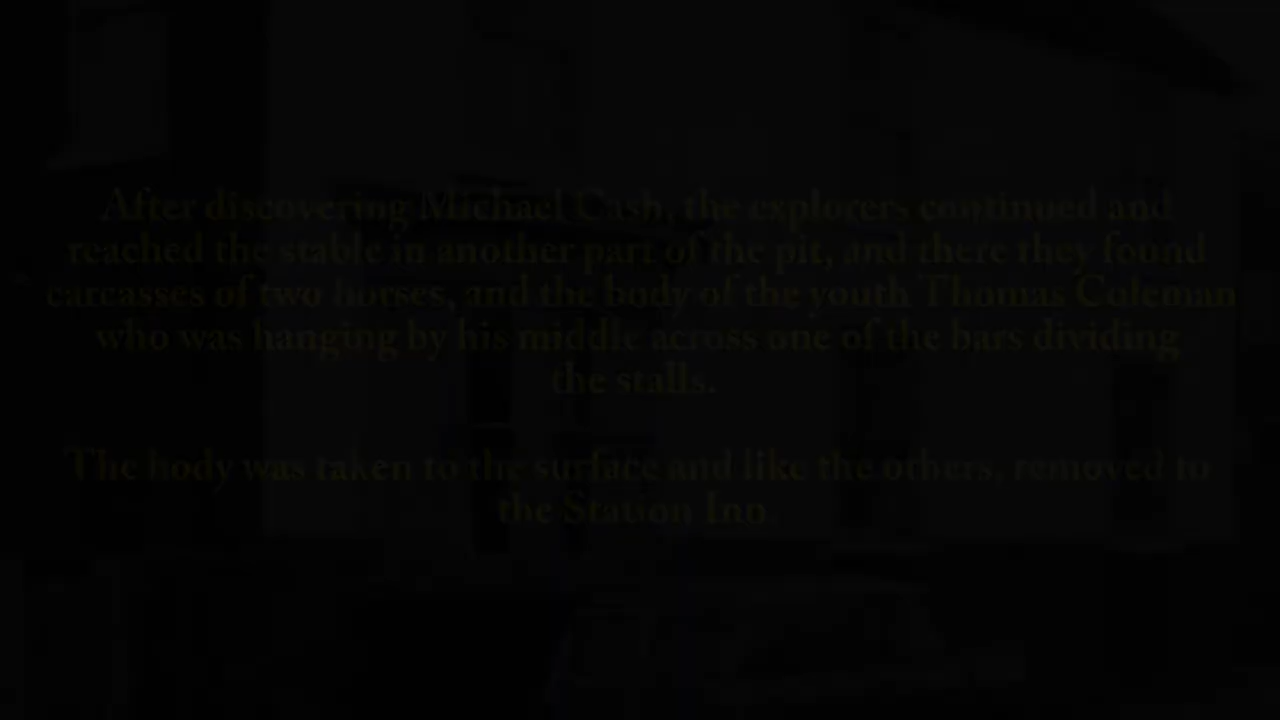 After discovering Michael Cash, the explorers continued and
reached the stable in another part of the pit, and there they found
carcasses of two horses, and the body of the youth Thomas Coleman
who was hanging by his middle across one of the bars dividing
the stalls.
The body was taken to the surface and like the others, removed to
the Station Inn.